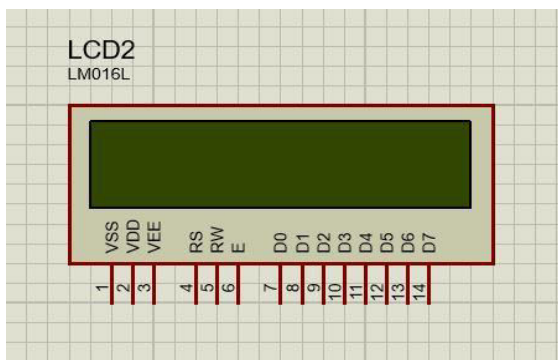 LCD2
LM016L
VSS VDD VEE RS RW E D0 D1 D2 D3 D4 D5 D6 D7
1 2 3 4 5 6 7 8 9 10 11 12 13 14